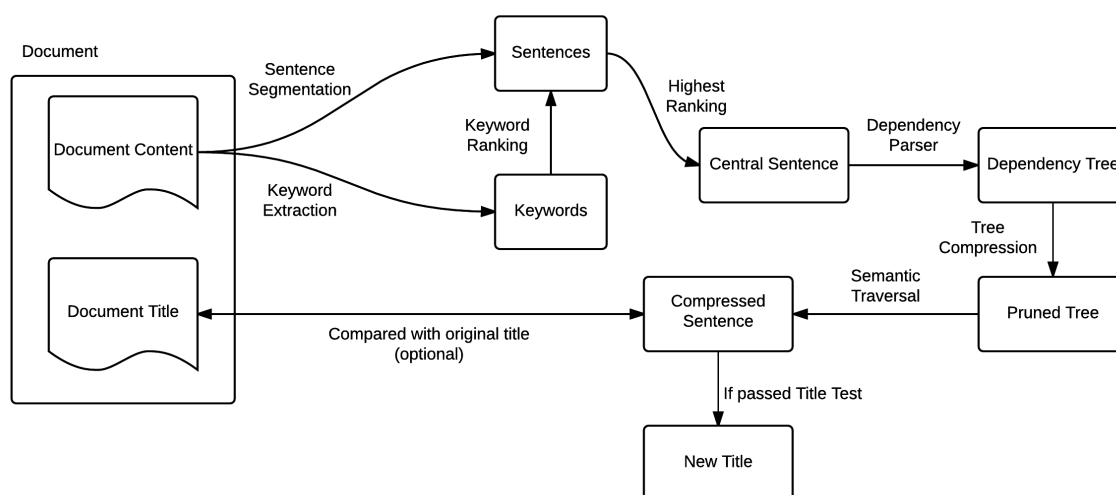 Document
Sentences
Sentence
Segmentation
Highest
Ranking
Document Content
Keyword
Ranking
Dependency
Parser
Central Sentence
Dependency Tree
Keyword
Extraction
Keywords
Tree
Compression
Semantic
Traversal
Document Title
Compared with original title
(optional)
Compressed
Sentence
Pruned Tree
If passed Title Test
New Title